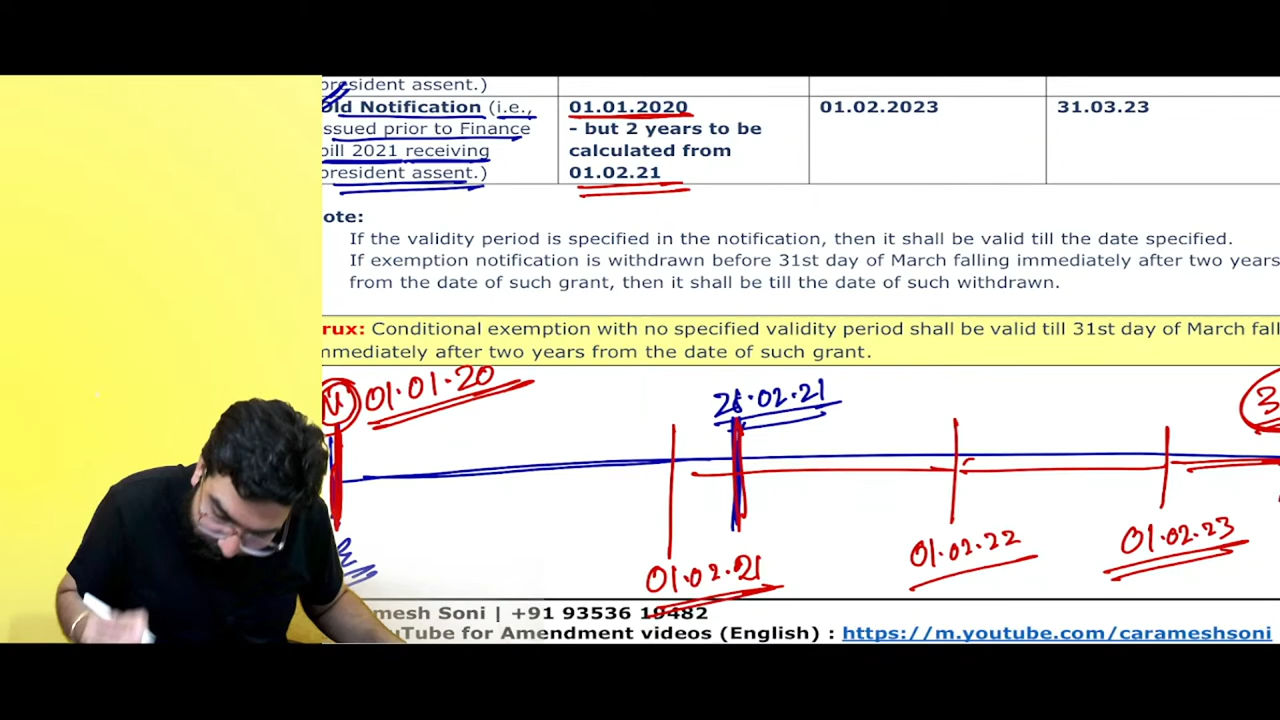 president assent.)
Old Notification (i.e., 01.01.2020 01.02.2023 31.03.23
issued prior to Finance - but 2 years to be
bill 2021 receiving calculated from
president assent.) 01.02.21
ote:
If the validity period is specified in the notification, then it shall be valid till the date specified.
If exemption notification is withdrawn before 31st day of March falling immediately after two years
from the date of such grant, then it shall be till the date of such withdrawn.
rux: Conditional exemption with no specified validity period shall be valid till 31st day of March fall
mmediately after two years from the date of such grant.
01.01.20
.02.21
3
01.02.21
01.02.22
01.02.23
mesh Soni | +91 93536 19482
uTube for Amendment videos (English) : https://m.youtube.com/carameshsoni